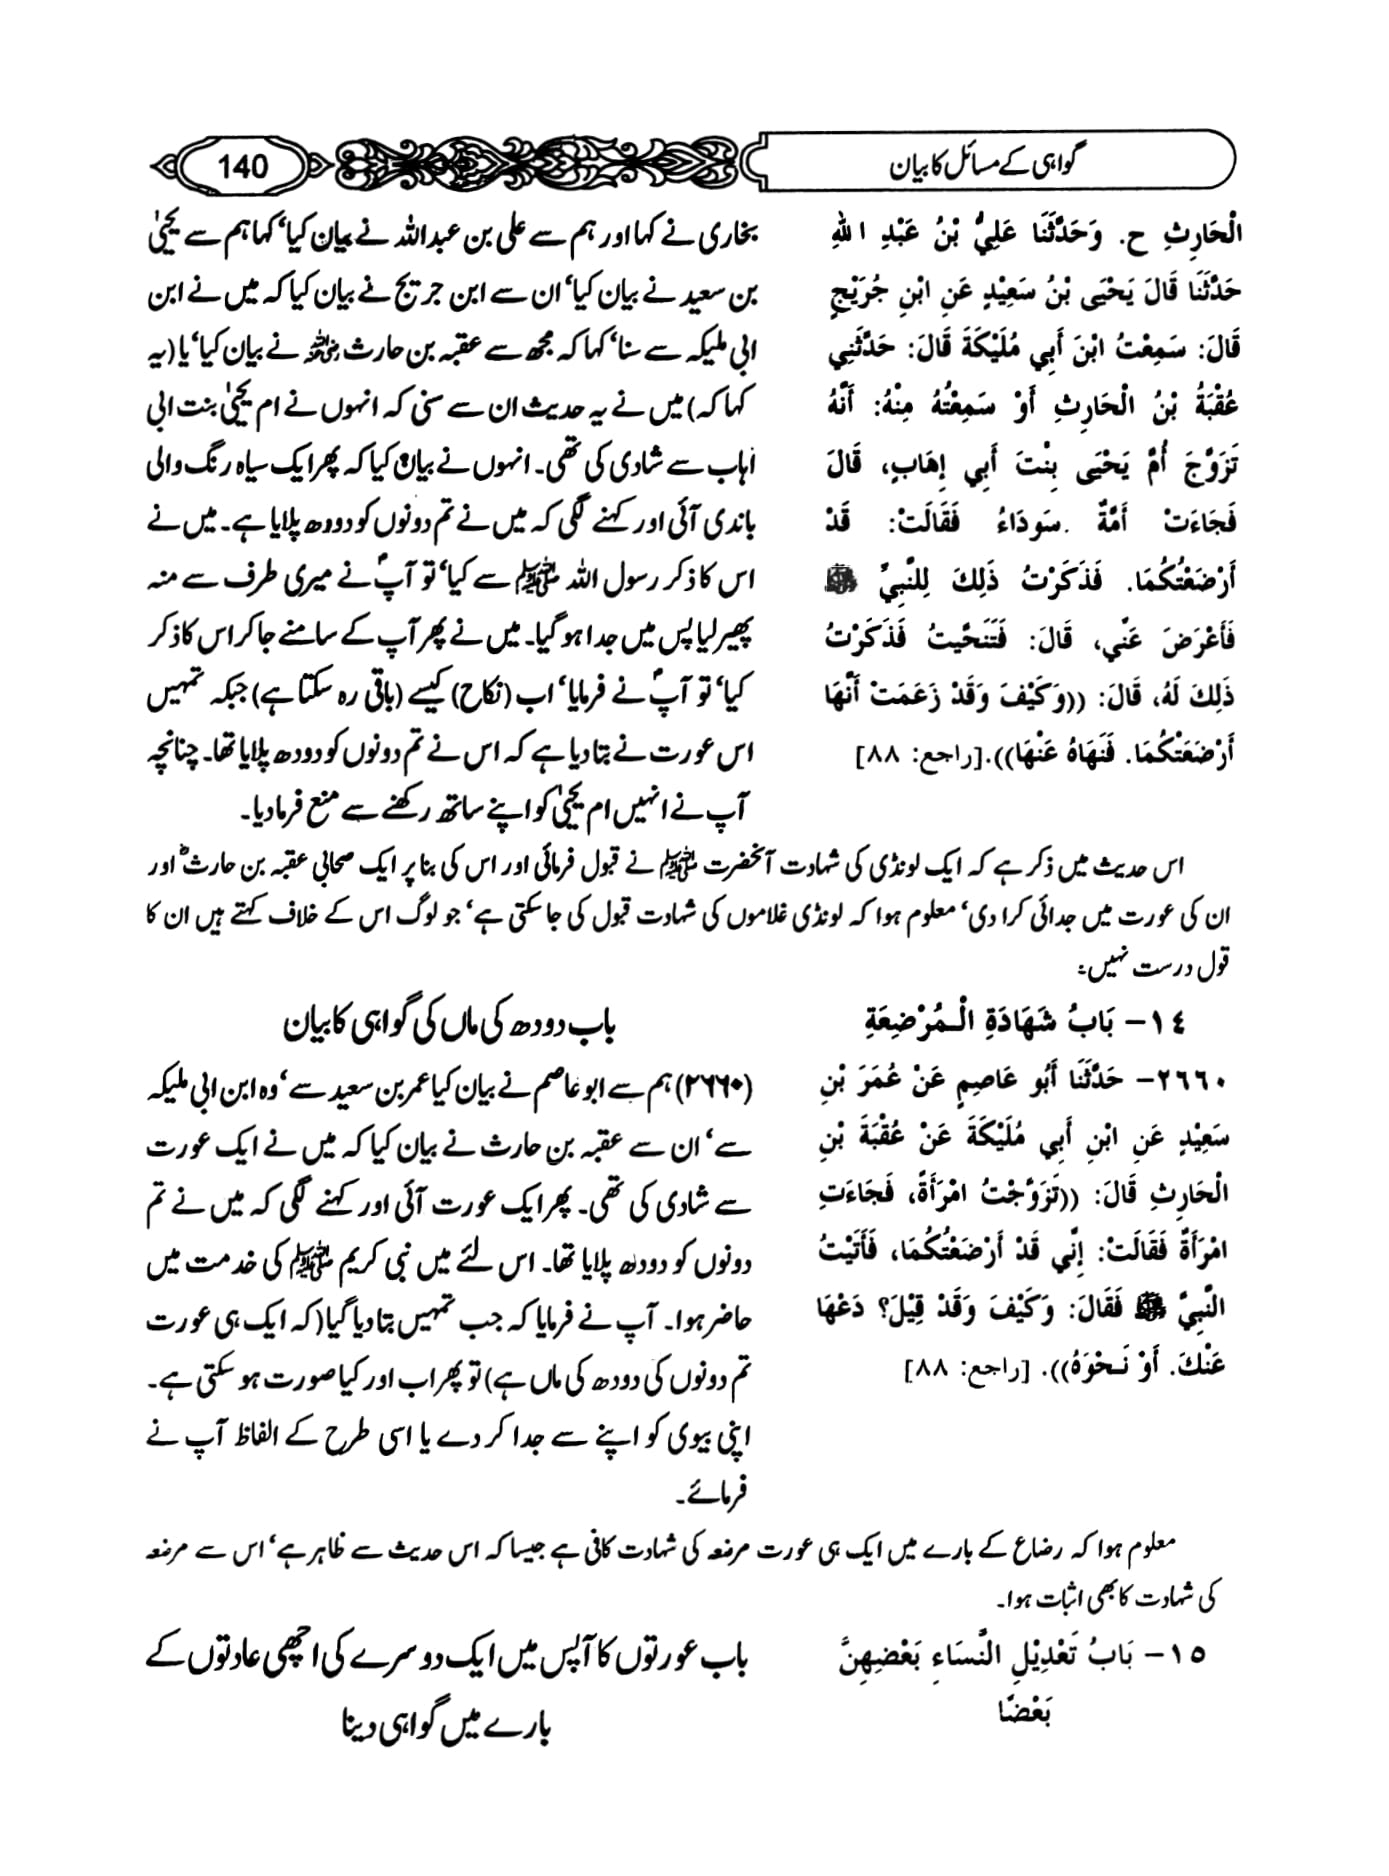 گواہی کے مسائل کا بیان
140
الْحَارِثِ ح. وَحَدَّثَنَا عَلِيُّ بْنُ عَبْدِ اللهِ
حَدَّثَنَا قَالَ يَحْيَى بْنُ سَعِيْدٍ عَنِ ابْنِ جُرَيْجٍ
قَالَ: سَمِعْتُ ابْنَ أَبِي مُلَيْكَةَ قَالَ: حَدَّثَنِي
عُقْبَةُ بْنُ الْحَارِثِ أَوْ سَمِعْتُهُ مِنْهُ: أَنَّهُ
تَزَوَّجَ أُمَّ يَحْيَى بِنْتَ أَبِي إِهَابٍ، قَالَ
فَجَاءَتْ أَمَةٌ سَودَاءُ فَقَالَتْ: قَدْ
أَرْضَعْتُكُمَا. فَذَكَرْتُ ذَلِكَ لِلنَّبِيِّ ﷺ
فَأَعْرَضَ عَنِّي، قَالَ: فَتَنَحَّيتُ فَذَكَرْتُ
ذَلِكَ لَهُ، قَالَ: ((وَكَيْفَ وَقَدْ زَعَمَتْ أَنَّهَا
أَرْضَعَتْكُمَا. فَنَهَاهُ عَنْهَا)).[راجع: ٨٨]
بخاری نے کہا اور ہم سے علی بن عبداللہ نے بیان کیا‘ کہا ہم سے یحییٰ
بن سعید نے بیان کیا‘ ان سے ابن جریج نے بیان کیا کہ میں نے ابن
ابی ملیکہ سے سنا‘ کہا کہ مجھ سے عقبہ بن حارث رضی اللہ عنہ نے بیان کیا‘ یا (یہ
کہا کہ) میں نے یہ حدیث ان سے سنی کہ انہوں نے ام یحییٰ بنت ابی
اہاب سے شادی کی تھی۔ انہوں نے بیان کیا کہ پھر ایک سیاہ رنگ والی
باندی آئی اور کہنے لگی کہ میں نے تم دونوں کو دودھ پلایا ہے۔ میں نے
اس کا ذکر رسول اللہ ﷺ سے کیا‘ تو آپؐ نے میری طرف سے منہ
پھیر لیا پس میں جدا ہو گیا۔ میں نے پھر آپ کے سامنے جا کر اس کا ذکر
کیا‘ تو آپؐ نے فرمایا‘ اب (نکاح) کیسے (باقی رہ سکتا ہے) جبکہ تمہیں
اس عورت نے بتا دیا ہے کہ اس نے تم دونوں کو دودھ پلایا تھا۔ چنانچہ
آپ نے انہیں ام یحییٰ کو اپنے ساتھ رکھنے سے منع فرما دیا۔
اس حدیث میں ذکر ہے کہ ایک لونڈی کی شہادت آنحضرت ﷺ نے قبول فرمائی اور اس کی بنا پر ایک صحابی عقبہ بن حارثؓ اور
ان کی عورت میں جدائی کرا دی‘ معلوم ہوا کہ لونڈی غلاموں کی شہادت قبول کی جا سکتی ہے‘ جو لوگ اس کے خلاف کہتے ہیں ان کا
قول درست نہیں۔
١٤– بَابُ شَهَادَةِ الْـمُرْضِعَةِ
باب دودھ کی ماں کی گواہی کا بیان
٢٦٦٠– حَدَّثَنَا أَبُو عَاصِمٍ عَنْ عُمَرَ بْنِ
سَعِيْدٍ عَنِ ابْنِ أَبِي مُلَيْكَةَ عَنْ عُقْبَةَ بْنِ
الْحَارِثِ قَالَ: ((تَزَوَّجْتُ امْرَأَةً، فَجَاءَتِ
امْرَأَةٌ فَقَالَتْ: إِنِّي قَدْ أَرْضَعْتُكُمَا، فَأَتَيْتُ
النَّبِيَّ ﷺ فَقَالَ: وَكَيْفَ وَقَدْ قِيْلَ؟ دَعْهَا
عَنْكَ. أَوْ نَـحْوَهُ)). [راجع: ٨٨]
(۲۶۶۰) ہم سے ابو عاصم نے بیان کیا عمر بن سعید سے‘ وہ ابن ابی ملیکہ
سے‘ ان سے عقبہ بن حارث نے بیان کیا کہ میں نے ایک عورت
سے شادی کی تھی۔ پھر ایک عورت آئی اور کہنے لگی کہ میں نے تم
دونوں کو دودھ پلایا تھا۔ اس لئے میں نبی کریم ﷺ کی خدمت میں
حاضر ہوا۔ آپ نے فرمایا کہ جب تمہیں بتا دیا گیا (کہ ایک ہی عورت
تم دونوں کی دودھ کی ماں ہے) تو پھر اب اور کیا صورت ہو سکتی ہے۔
اپنی بیوی کو اپنے سے جدا کر دے یا اسی طرح کے الفاظ آپ نے
فرمائے۔
معلوم ہوا کہ رضاع کے بارے میں ایک ہی عورت مرضعہ کی شہادت کافی ہے جیسا کہ اس حدیث سے ظاہر ہے‘ اس سے مرضعہ
کی شہادت کا بھی اثبات ہوا۔
١٥– بَابُ تَعْدِيْلِ النِّسَاءِ بَعْضِهِنَّ
بَعْضًا
باب عورتوں کا آپس میں ایک دوسرے کی اچھی عادتوں کے
بارے میں گواہی دینا